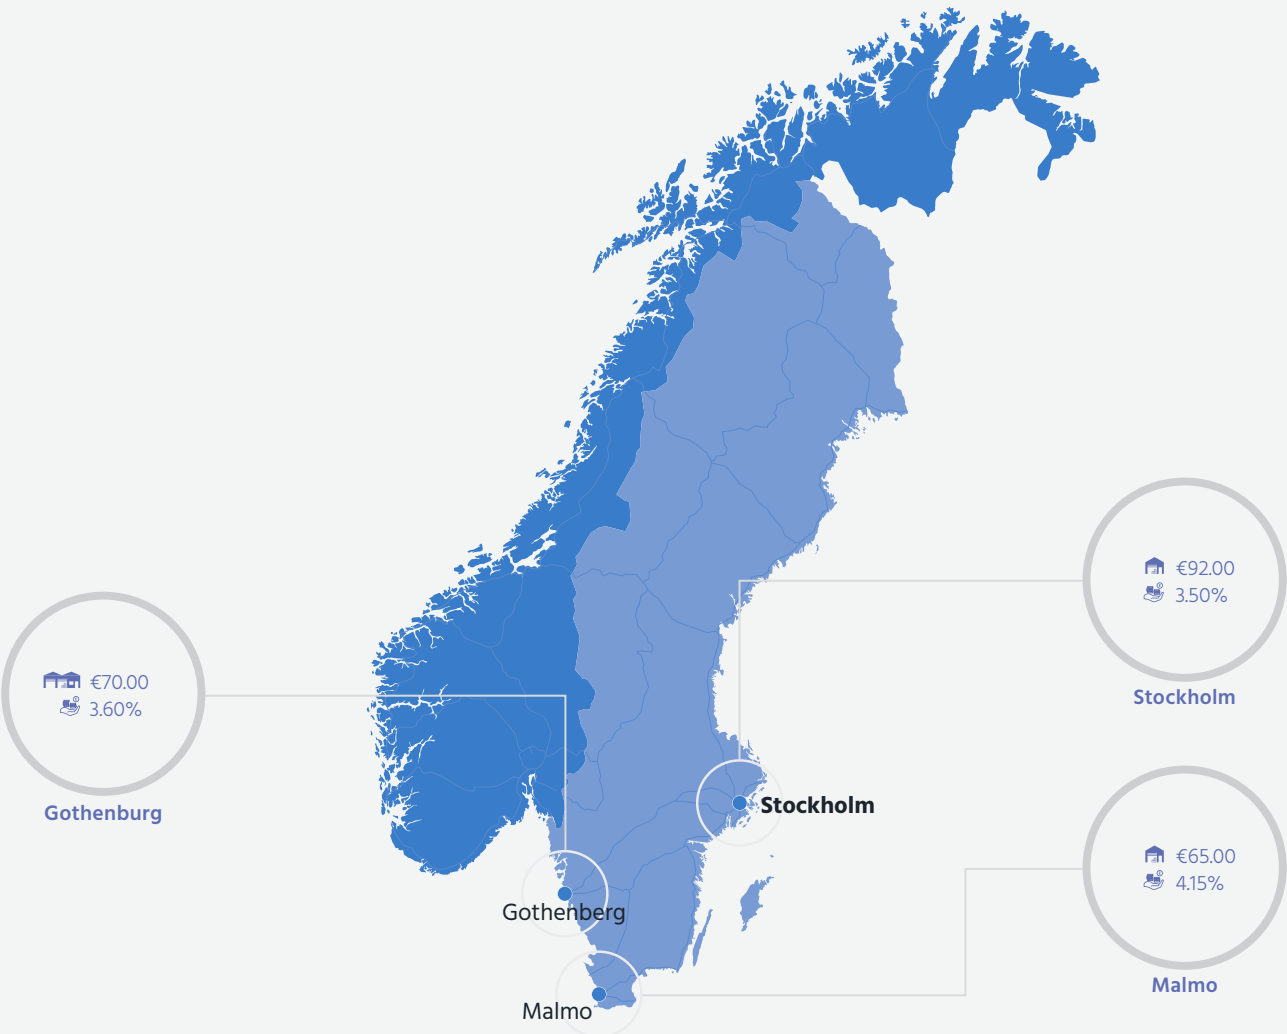 €92.00
3.50%
Stockholm
€70.00
3.60%
Gothenburg
Stockholm
Gothenberg
Malmo
€65.00
4.15%
Malmo